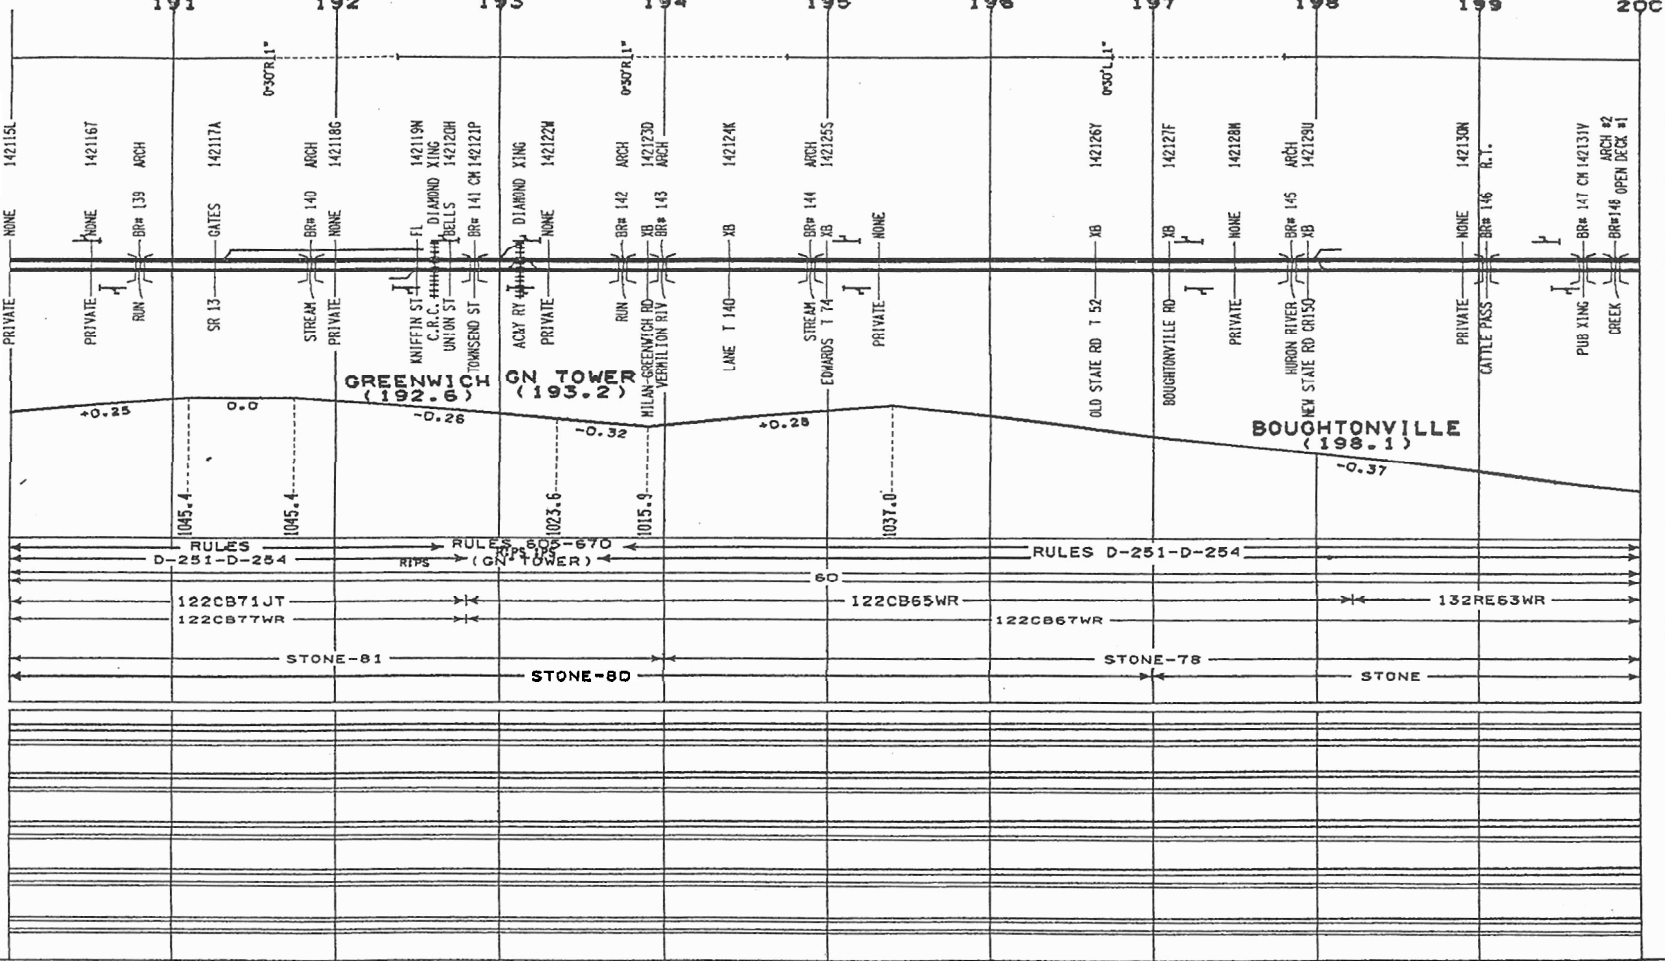 191 192 193 194 195 196 197 198 199 200
0°30'R 1"
0°30'R 1"
0°30'L 1"
142115L
142116T
ARCH
142117A
ARCH
142118G
142119N
DIAMOND XING
142120H
CM 142121P
DIAMOND XING
142122W
ARCH
142123D
ARCH
142124K
ARCH
142125S
142126Y
142127F
142128M
ARCH
142129U
142130N
R.T.
CM 142131V
ARCH #2
OPEN DECK #1
NONE
NONE
BR# 139
GATES
BR# 140
NONE
FL
BELLS
BR# 141
NONE
BR# 142
XB
BR# 143
XB
BR# 144
XB
NONE
XB
XB
NONE
BR# 145
XB
NONE
BR# 146
BR# 147
BR#148
PRIVATE
PRIVATE
RUN
SR 13
STREAM
PRIVATE
KNIFFIN ST
C.R.C.
UNION ST
TOWNSEND ST
AC&Y RY
PRIVATE
RUN
MILAN-GREENWICH RD
VERMILION RIV
LANE T 140
STREAM
EDWARDS T 74
PRIVATE
OLD STATE RD T 52
BOUGHTONVILLE RD
PRIVATE
HURON RIVER
NEW STATE RD CR150
PRIVATE
CATTLE PASS
PUB XING
CREEK
GREENWICH
(192.6)
GN TOWER
(193.2)
BOUGHTONVILLE
(198.1)
+0.25 0.0 -0.26 -0.32 +0.28 -0.37
1045.4
1045.4
1023.6
1015.9
1037.0
RULES
D-251-D-254
RIPS
RULES 605-670
RIPS IPS
(GN TOWER)
RULES D-251-D-254
60
122CB71JT 122CB65WR 132RE63WR
122CB77WR 122CB67WR
STONE-81 STONE-78
STONE-80 STONE